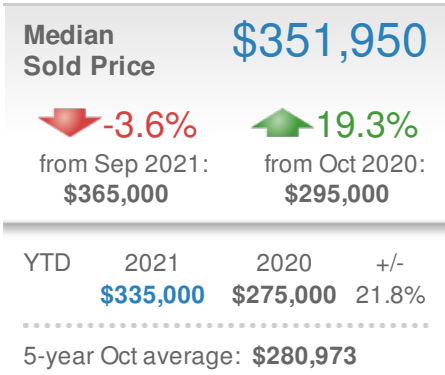 Median
Sold Price
$351,950
-3.6%
from Sep 2021:
$365,000
19.3%
from Oct 2020:
$295,000
YTD 2021 2020 +/-
$335,000 $275,000 21.8%
5-year Oct average: $280,973